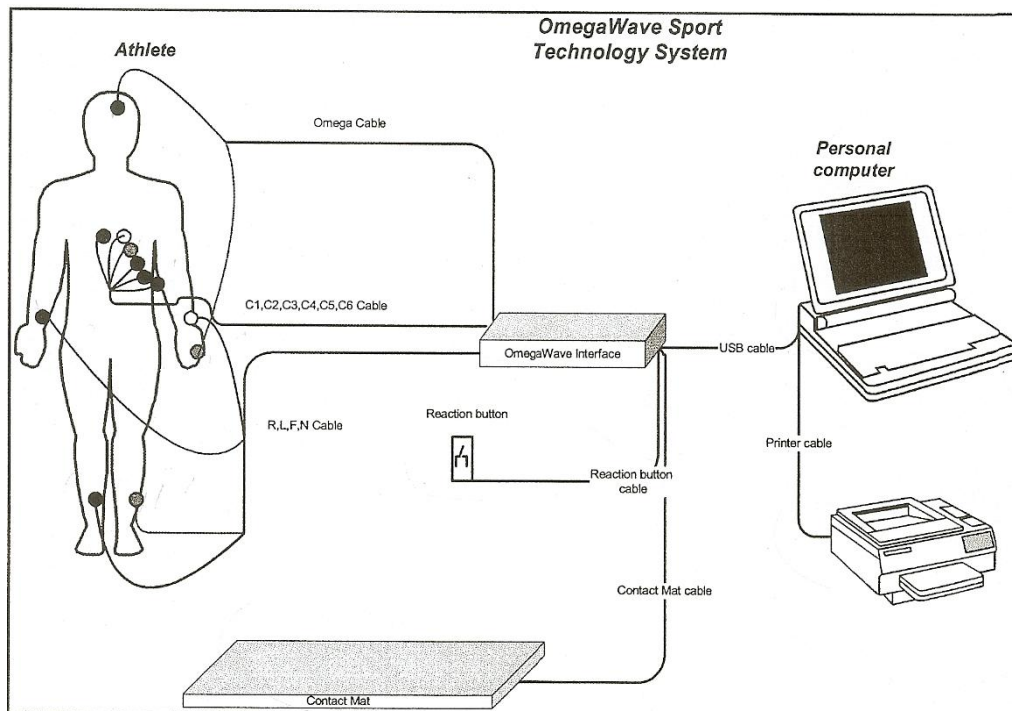 OmegaWave Sport
Technology System
Athlete
Omega Cable
Personal
computer
C1,C2,C3,C4,C5,C6 Cable
OmegaWave Interface
USB cable
R,L,F,N Cable
Reaction button
Printer cable
Reaction button
cable
Contact Mat cable
Contact Mat